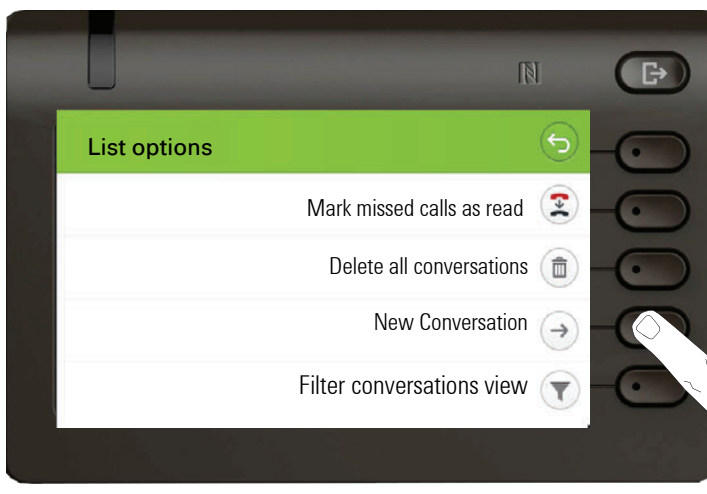 List options
Mark missed calls as read
Delete all conversations
New Conversation
Filter conversations view